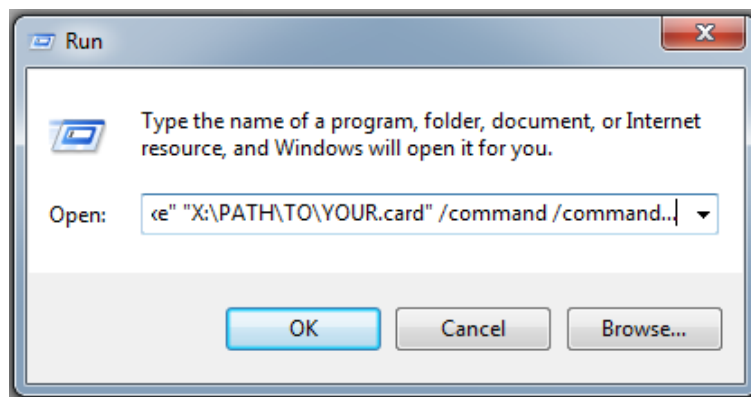 Run
Type the name of a program, folder, document, or Internet
resource, and Windows will open it for you.
Open:
e" "X:\PATH\TO\YOUR.card" /command /command...
OK
Cancel
Browse...